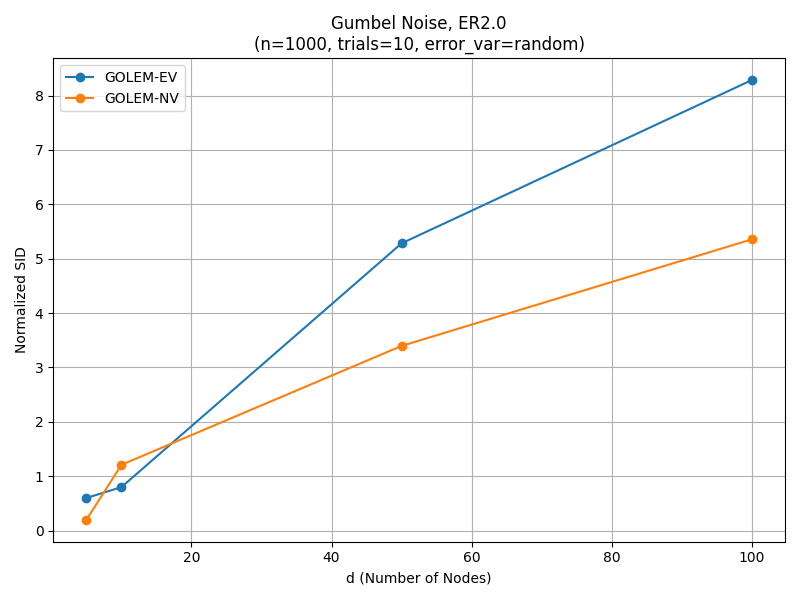 Gumbel Noise, ER2.0
(n=1000, trials=10, error_var=random)
GOLEM-EV
GOLEM-NV
Normalized SID
8
7
6
5
4
3
2
1
0
20 40 60 80 100
d (Number of Nodes)